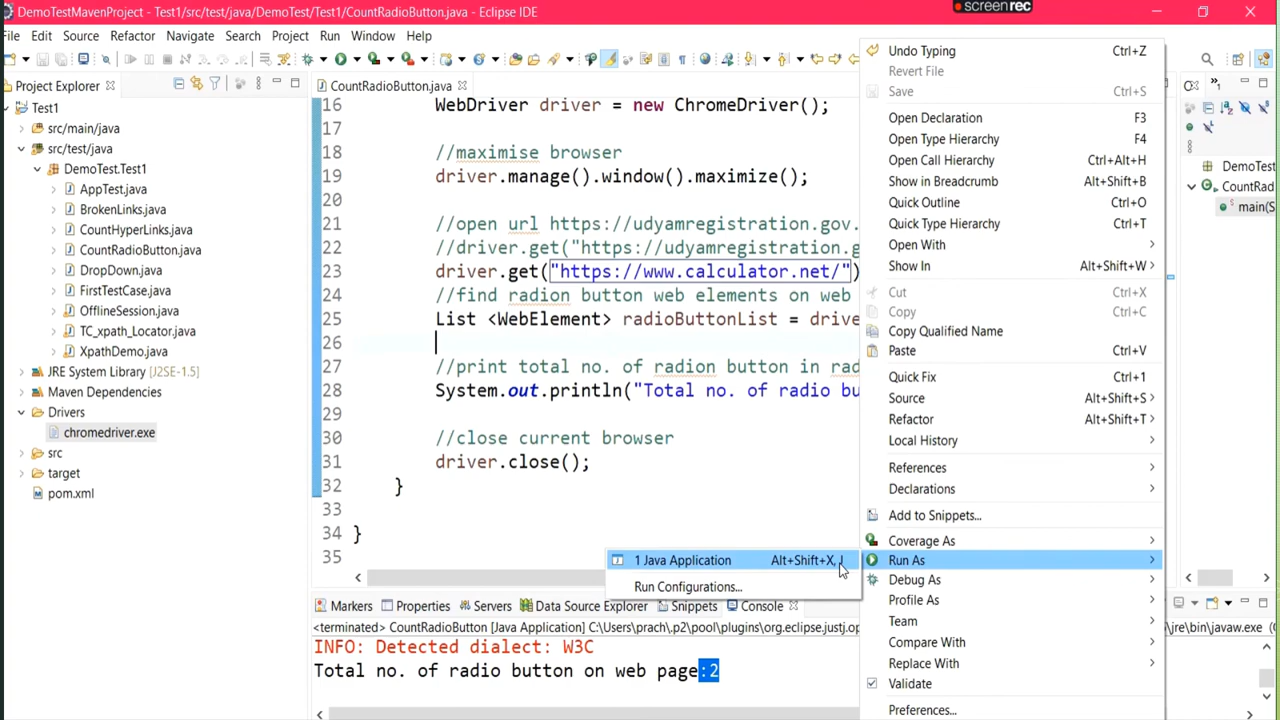 DemoTestMavenProject - Test1/src/test/java/DemoTest/Test1/CountRadioButton.java - Eclipse IDE
screenrec
File Edit Source Refactor Navigate Search Project Run Window Help
Project Explorer
Test1
src/main/java
src/test/java
DemoTest.Test1
AppTest.java
BrokenLinks.java
CountHyperLinks.java
CountRadioButton.java
DropDown.java
FirstTestCase.java
OfflineSession.java
TC_xpath_Locator.java
XpathDemo.java
JRE System Library [J2SE-1.5]
Maven Dependencies
Drivers
chromedriver.exe
src
target
pom.xml
CountRadioButton.java
16 WebDriver driver = new ChromeDriver();
17
18 //maximise browser
19 driver.manage().window().maximize();
20
21 //open url https://udyamregistration.gov.
22 //driver.get("https://udyamregistration.g
23 driver.get("https://www.calculator.net/")
24 //find radion button web elements on web
25 List <WebElement> radioButtonList = drive
26
27 //print total no. of radion button in rad
28 System.out.println("Total no. of radio bu
29
30 //close current browser
31 driver.close();
32 }
33
34 }
35
Undo Typing Ctrl+Z
Revert File
Save Ctrl+S
Open Declaration F3
Open Type Hierarchy F4
Open Call Hierarchy Ctrl+Alt+H
Show in Breadcrumb Alt+Shift+B
Quick Outline Ctrl+O
Quick Type Hierarchy Ctrl+T
Open With
Show In Alt+Shift+W
Cut Ctrl+X
Copy Ctrl+C
Copy Qualified Name
Paste Ctrl+V
Quick Fix Ctrl+1
Source Alt+Shift+S
Refactor Alt+Shift+T
Local History
References
Declarations
Add to Snippets...
Coverage As
Run As
Debug As
Profile As
Team
Compare With
Replace With
Validate
Preferences...
1 Java Application Alt+Shift+X, J
Run Configurations...
DemoTest
CountRad
main(S
Markers Properties Servers Data Source Explorer Snippets Console
<terminated> CountRadioButton [Java Application] C:\Users\prach\.p2\pool\plugins\org.eclipse.justj.op
\jre\bin\javaw.exe (
INFO: Detected dialect: W3C
Total no. of radio button on web page:2